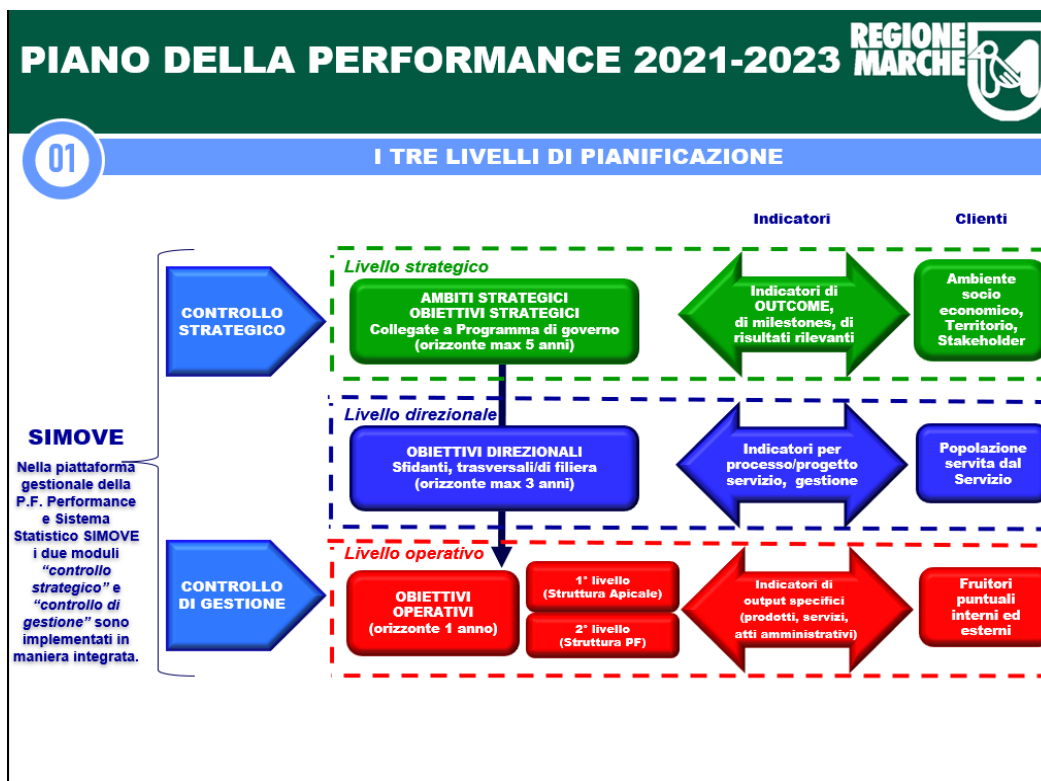 PIANO DELLA PERFORMANCE 2021-2023
REGIONE
MARCHE
01
I TRE LIVELLI DI PIANIFICAZIONE
Indicatori
Clienti
SIMOVE
Nella piattaforma
gestionale della
P.F. Performance
e Sistema
Statistico SIMOVE
i due moduli
“controllo
strategico” e
“controllo di
gestione” sono
implementati in
maniera integrata.
CONTROLLO
STRATEGICO
Livello strategico
AMBITI STRATEGICI
OBIETTIVI STRATEGICI
Collegate a Programma di governo
(orizzonte max 5 anni)
Indicatori di
OUTCOME,
di milestones, di
risultati rilevanti
Ambiente
socio
economico,
Territorio,
Stakeholder
Livello direzionale
OBIETTIVI DIREZIONALI
Sfidanti, trasversali/di filiera
(orizzonte max 3 anni)
Indicatori per
processo/progetto
servizio, gestione
Popolazione
servita dal
Servizio
CONTROLLO
DI GESTIONE
Livello operativo
OBIETTIVI
OPERATIVI
(orizzonte 1 anno)
1° livello
(Struttura Apicale)
2° livello
(Struttura PF)
Indicatori di
output specifici
(prodotti, servizi,
atti amministrativi)
Fruitori
puntuali
interni ed
esterni